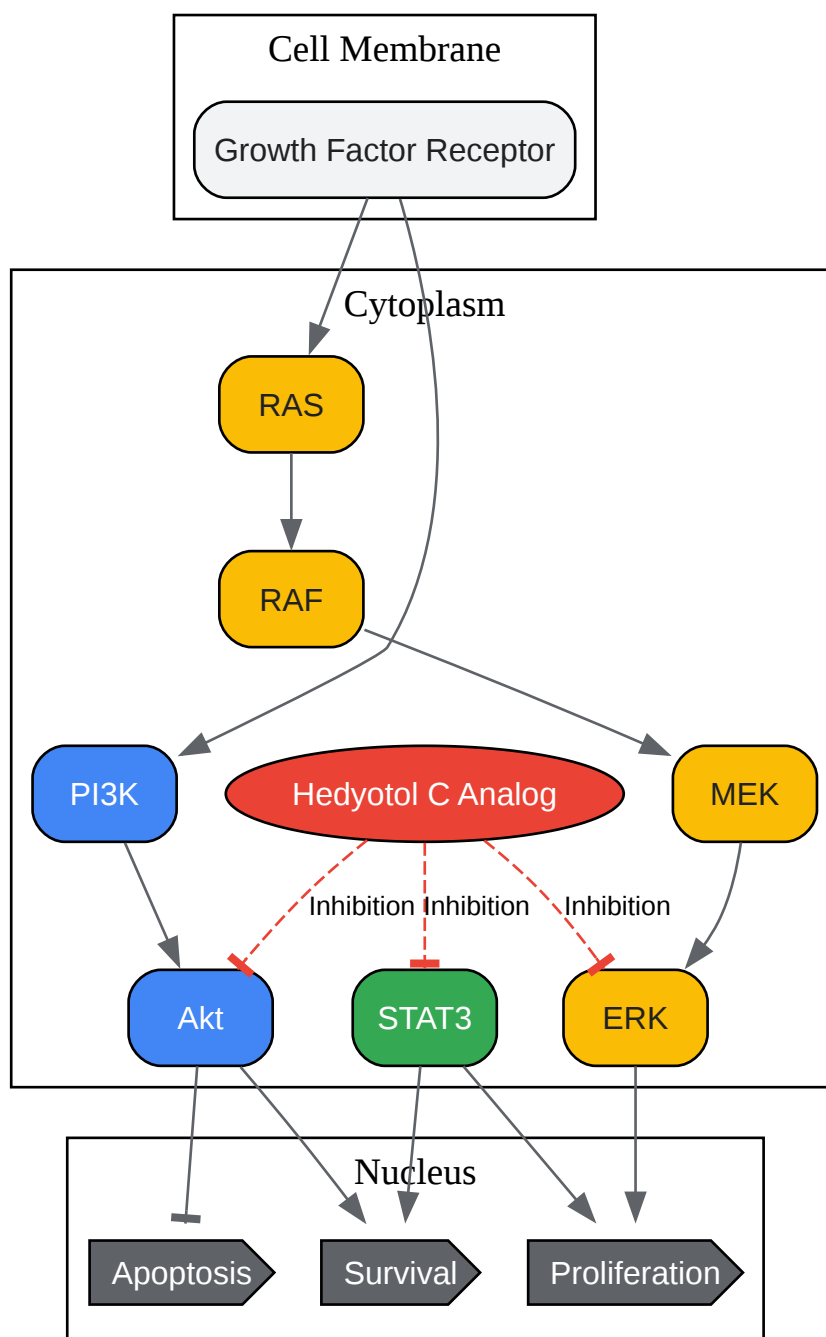 Cell Membrane
Growth Factor Receptor
Cytoplasm
RAS
RAF
PI3K
Hedyotol C Analog
MEK
Inhibition
Inhibition
Inhibition
Akt
STAT3
ERK
Nucleus
Apoptosis
Survival
Proliferation